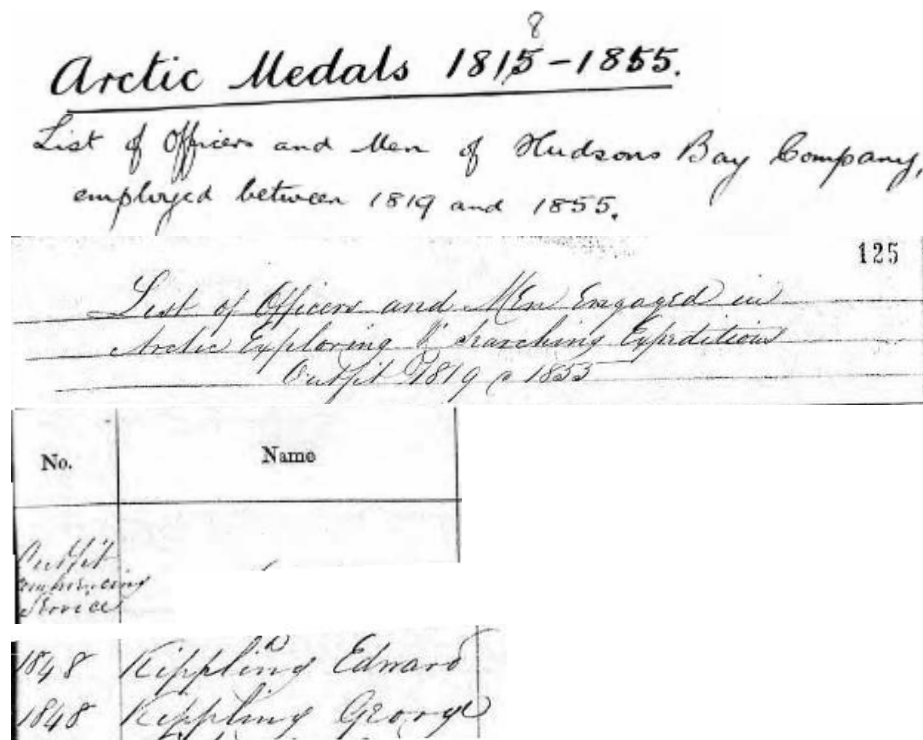 8
Arctic Medals 1815-1855.
List of Officers and Men of Hudsons Bay Company,
employed between 1819 and 1855.
125
List of Officers and Men Engaged in
Arctic Exploring & Searching Expeditions
Outfit 1819 @ 1855
No. Name
Outfit
Commencing
Service
1848 Kippling Edward
1848 Kippling George